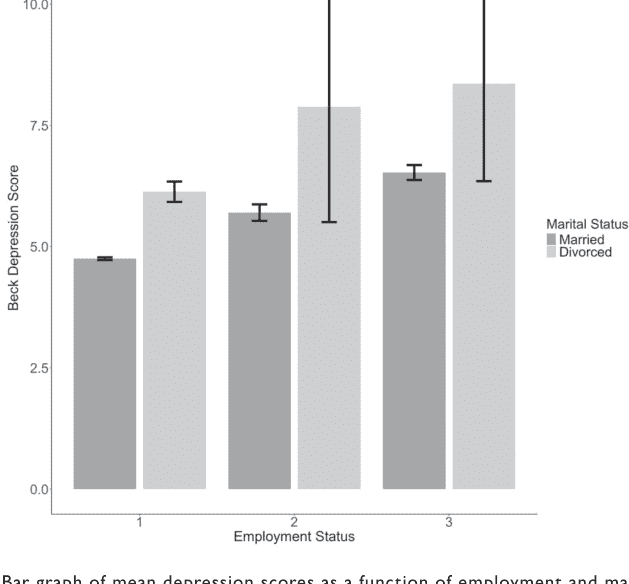 10.0
7.5
5.0
2.5
0.0
Beck Depression Score
1 2 3
Employment Status
Marital Status
Married
Divorced
Bar graph of mean depression scores as a function of employment and ma